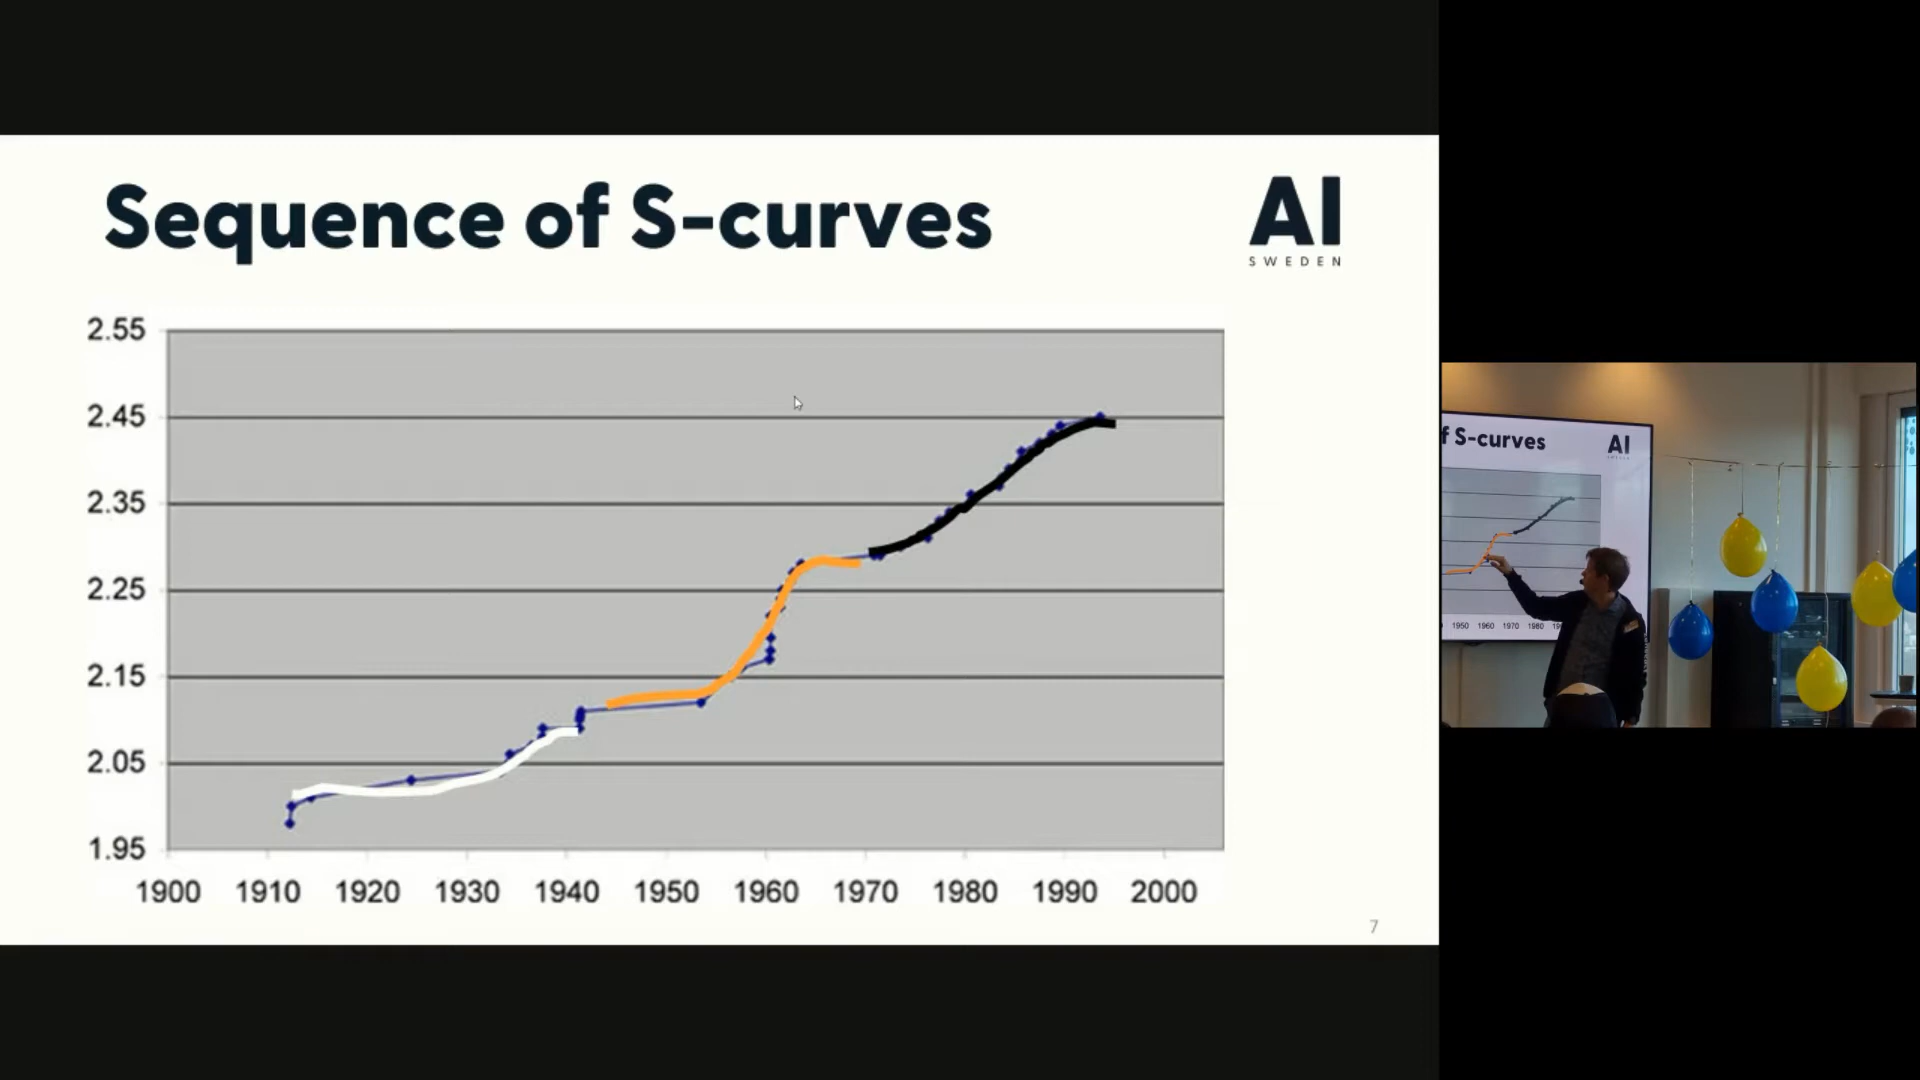 Sequence of S-curves
AI
SWEDEN
2.55
2.45
2.35
2.25
2.15
2.05
1.95
1900 1910 1920 1930 1940 1950 1960 1970 1980 1990 2000
7
f S-curves
AI
1950 1960 1970 1980